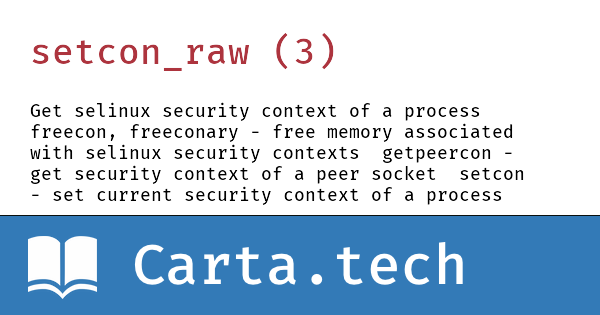 setcon_raw (3)
Get selinux security context of a process
freecon, freeconary - free memory associated
with selinux security contexts  getpeercon -
get security context of a peer socket  setcon
- set current security context of a process
Carta.tech